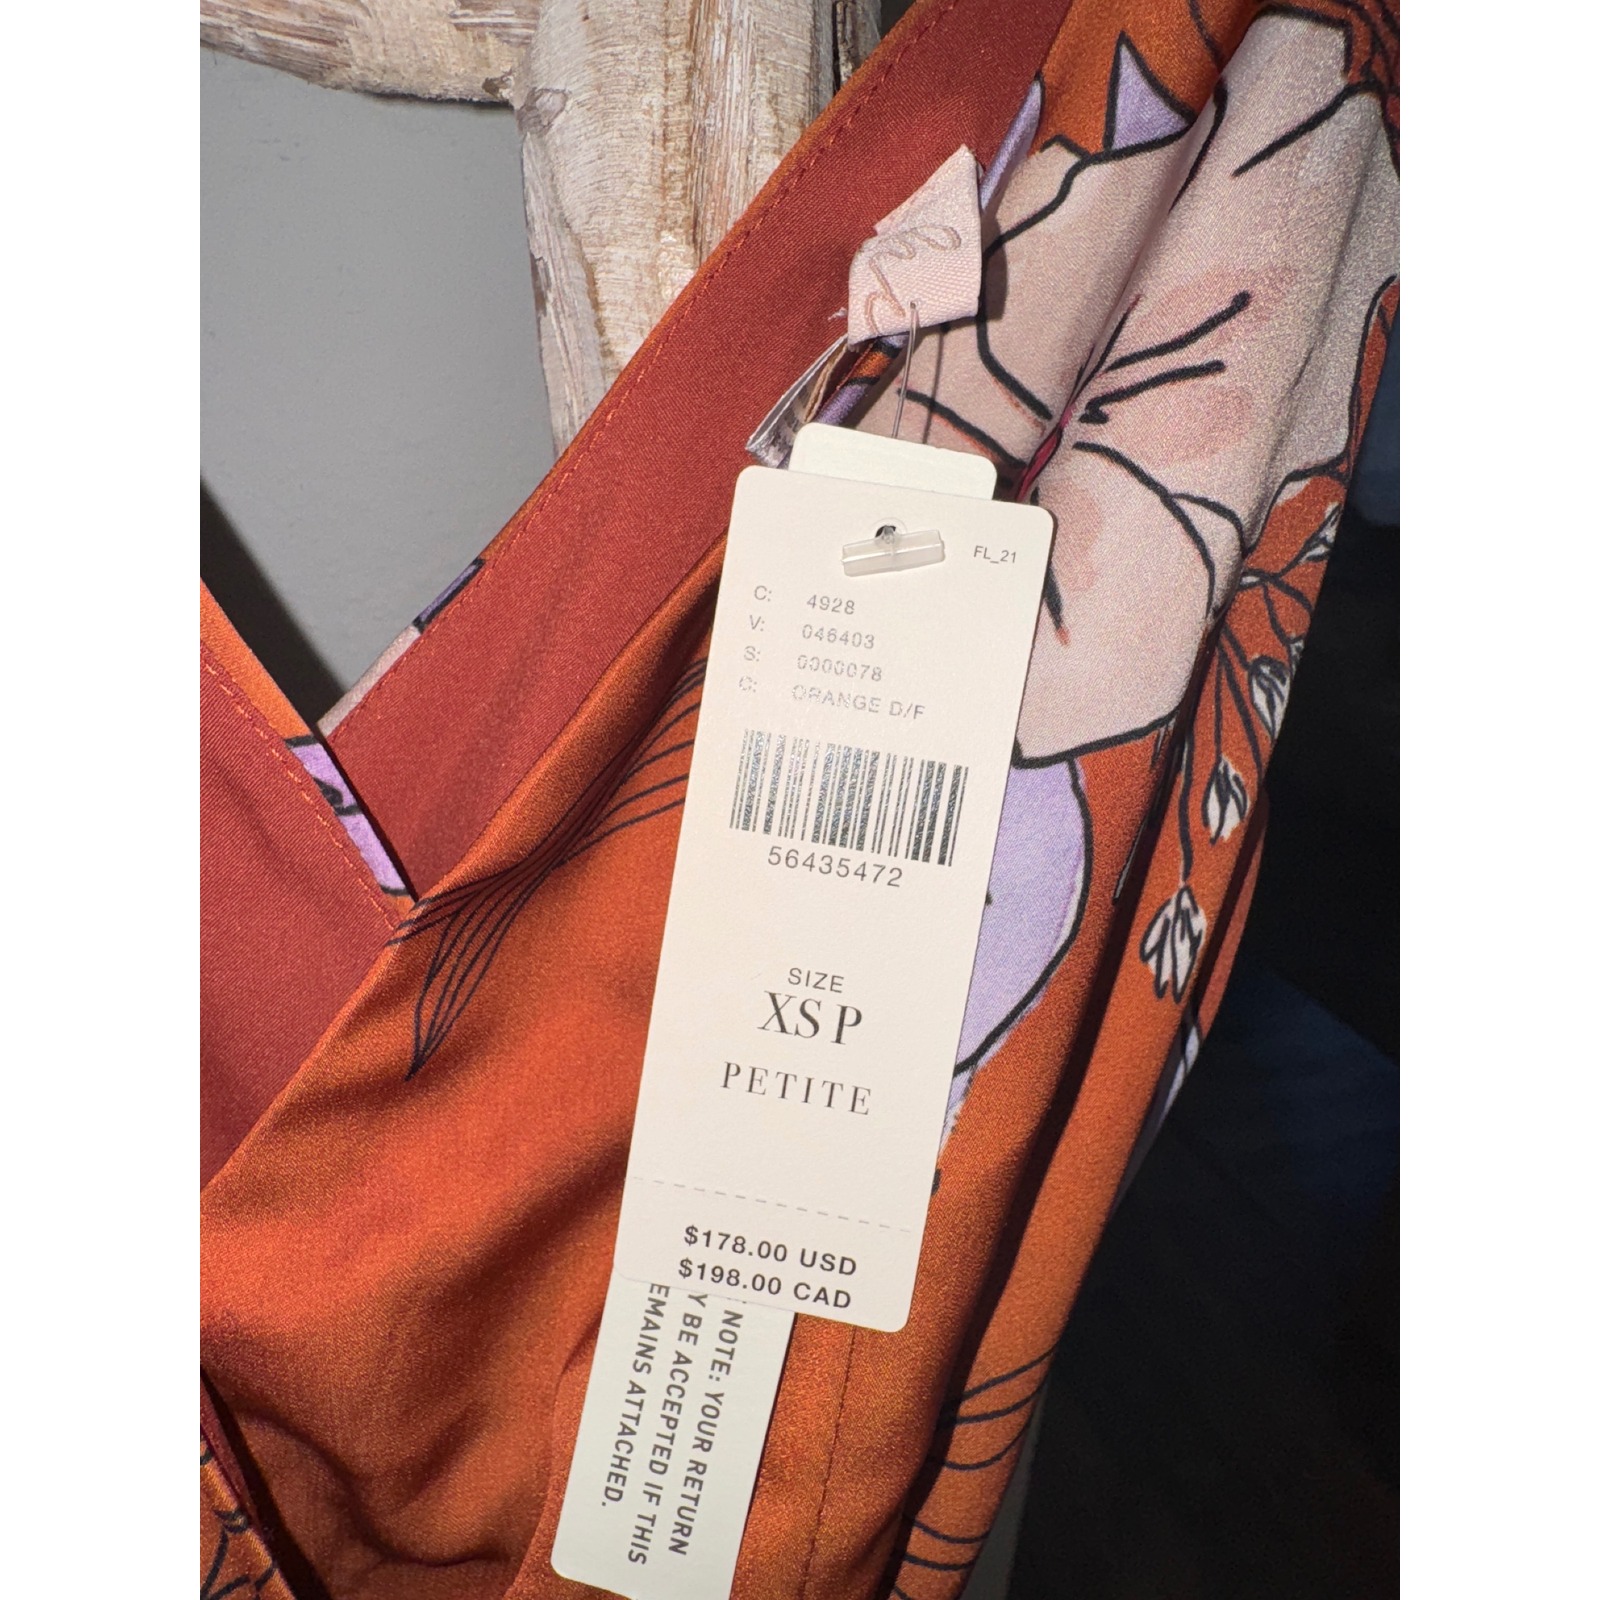 FL_21
C: 4928
V: 046403
S: 0000078
C: ORANGE D/F
56435472
SIZE
XS P
PETITE
$178.00 USD
$198.00 CAD
NOTE: YOUR RETURN
Y BE ACCEPTED IF THIS
EMAINS ATTACHED.